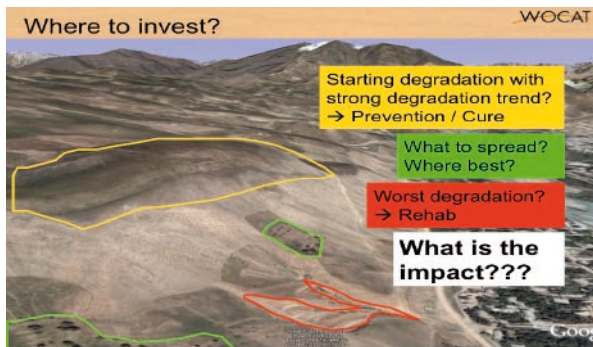 Where to invest?
WOCAT
Starting degradation with
strong degradation trend?
→ Prevention / Cure
What to spread?
Where best?
Worst degradation?
→ Rehab
What is the
impact???
Goo